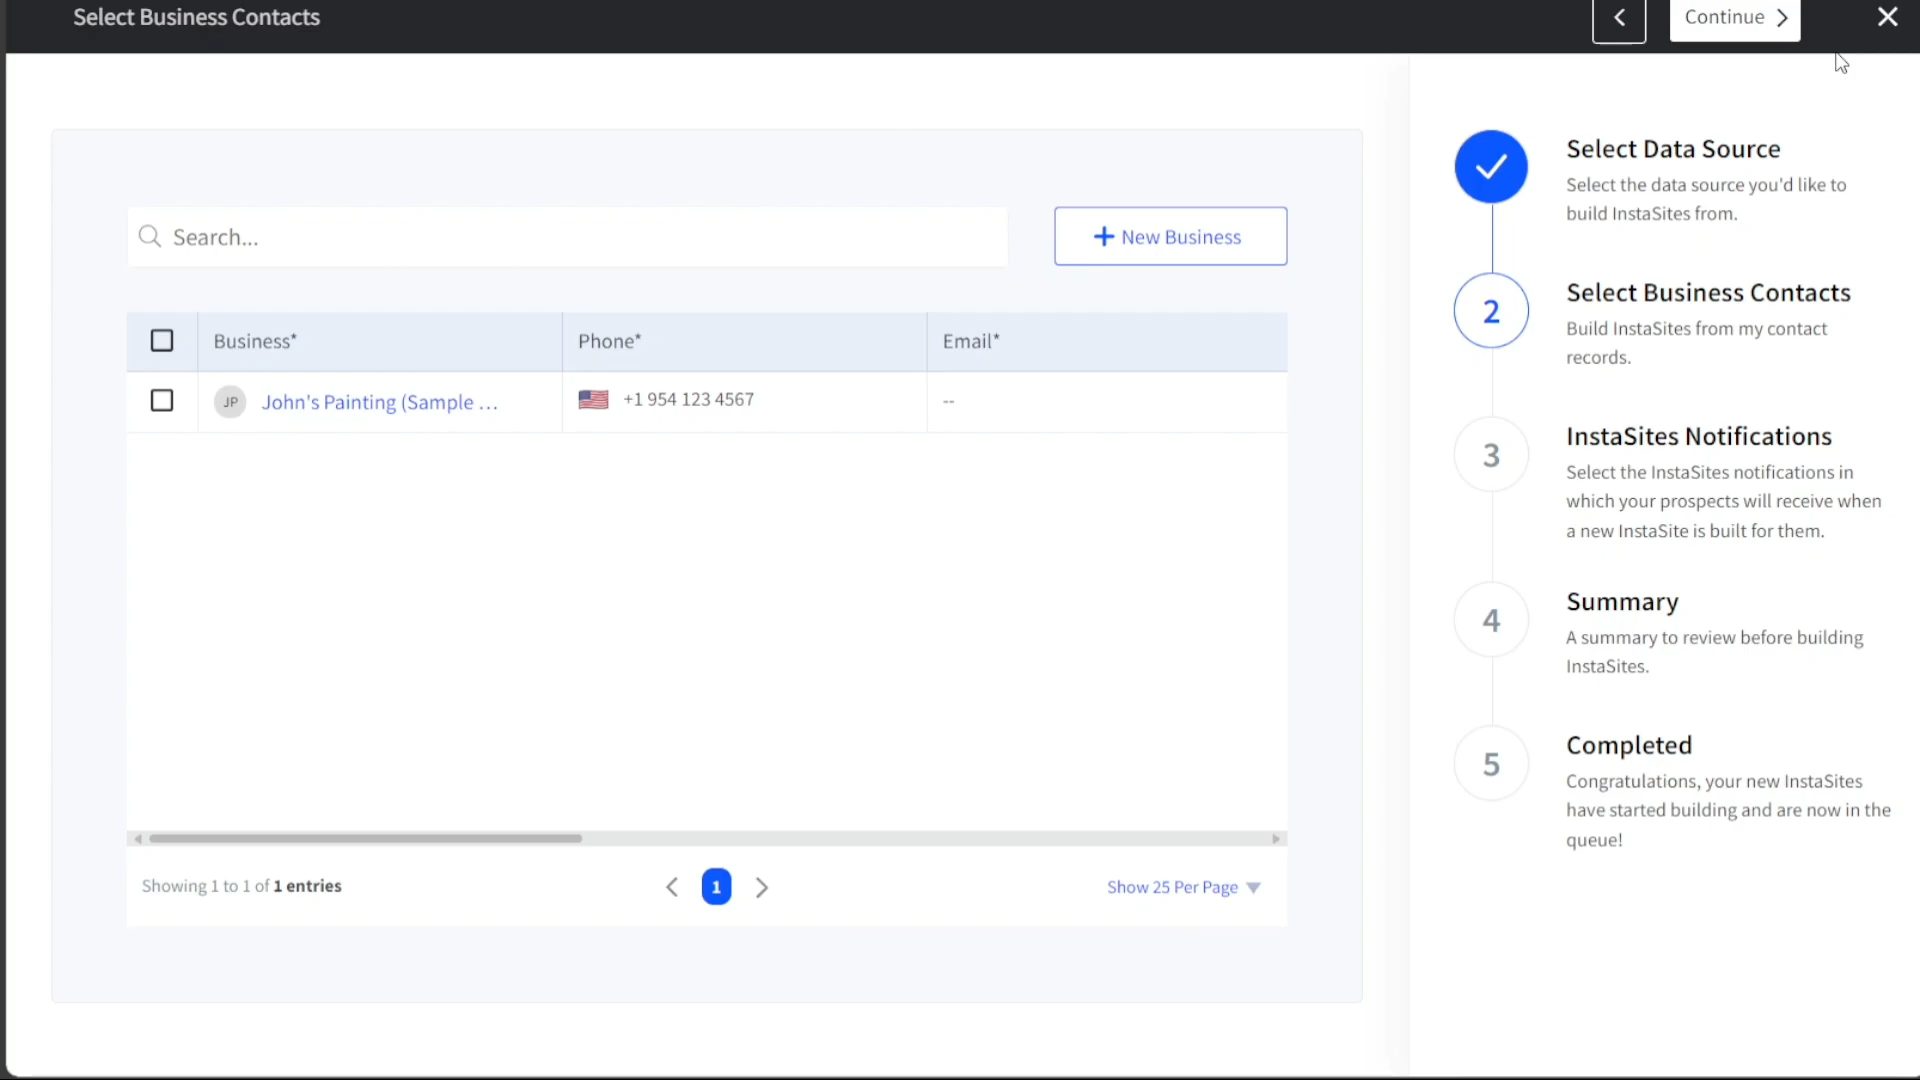 Select Business Contacts
Continue
Search...
New Business
Business*
Phone*
Email*
JP
John's Painting (Sample ...
+1 954 123 4567
--
Showing 1 to 1 of 1 entries
1
Show 25 Per Page
Select Data Source
Select the data source you'd like to
build InstaSites from.
2
Select Business Contacts
Build InstaSites from my contact
records.
3
InstaSites Notifications
Select the InstaSites notifications in
which your prospects will receive when
a new InstaSite is built for them.
4
Summary
A summary to review before building
InstaSites.
5
Completed
Congratulations, your new InstaSites
have started building and are now in the
queue!